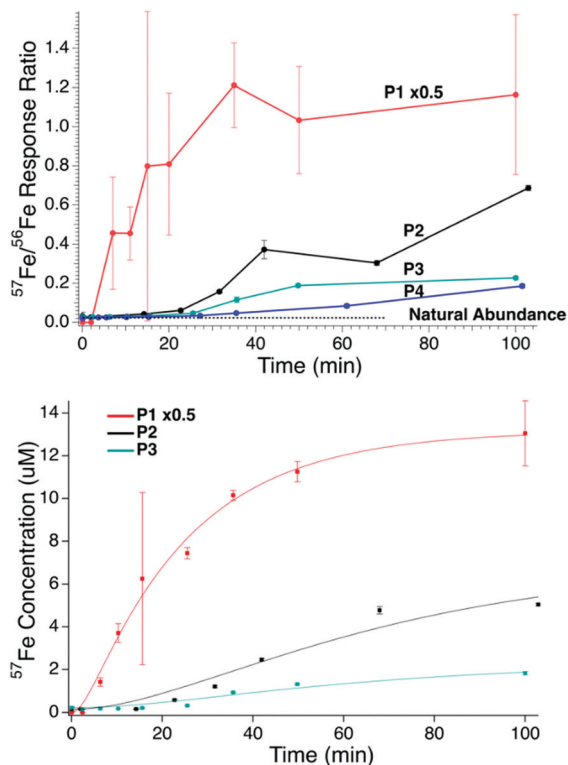 ⁵⁷Fe/⁵⁶Fe Response Ratio
1.4
1.2
1.0
0.8
0.6
0.4
0.2
0.0
P1 x0.5
P2
P3
P4
Natural Abundance
0 20 40 60 80 100
Time (min)
⁵⁷Fe Concentration (uM)
14
12
10
8
6
4
2
0
P1 x0.5
P2
P3
0 20 40 60 80 100
Time (min)